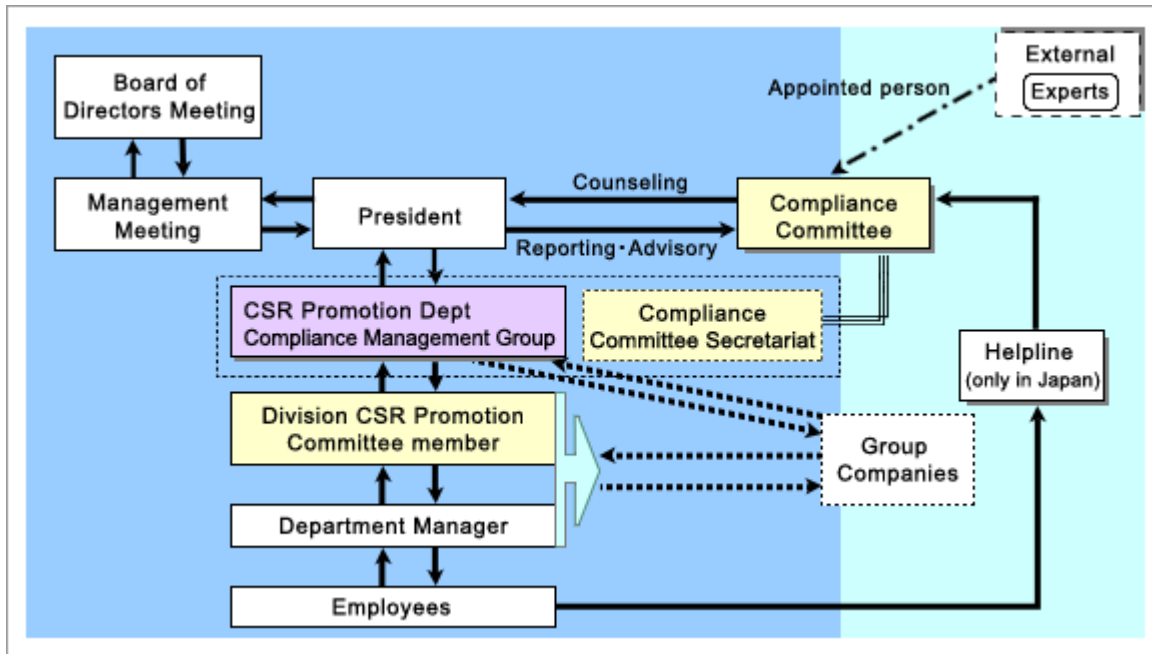 Board of
Directors Meeting
External
Experts
Appointed person
Management
Meeting
President
Counseling
Reporting・Advisory
Compliance
Committee
CSR Promotion Dept
Compliance Management Group
Compliance
Committee Secretariat
Helpline
(only in Japan)
Division CSR Promotion
Committee member
Group
Companies
Department Manager
Employees